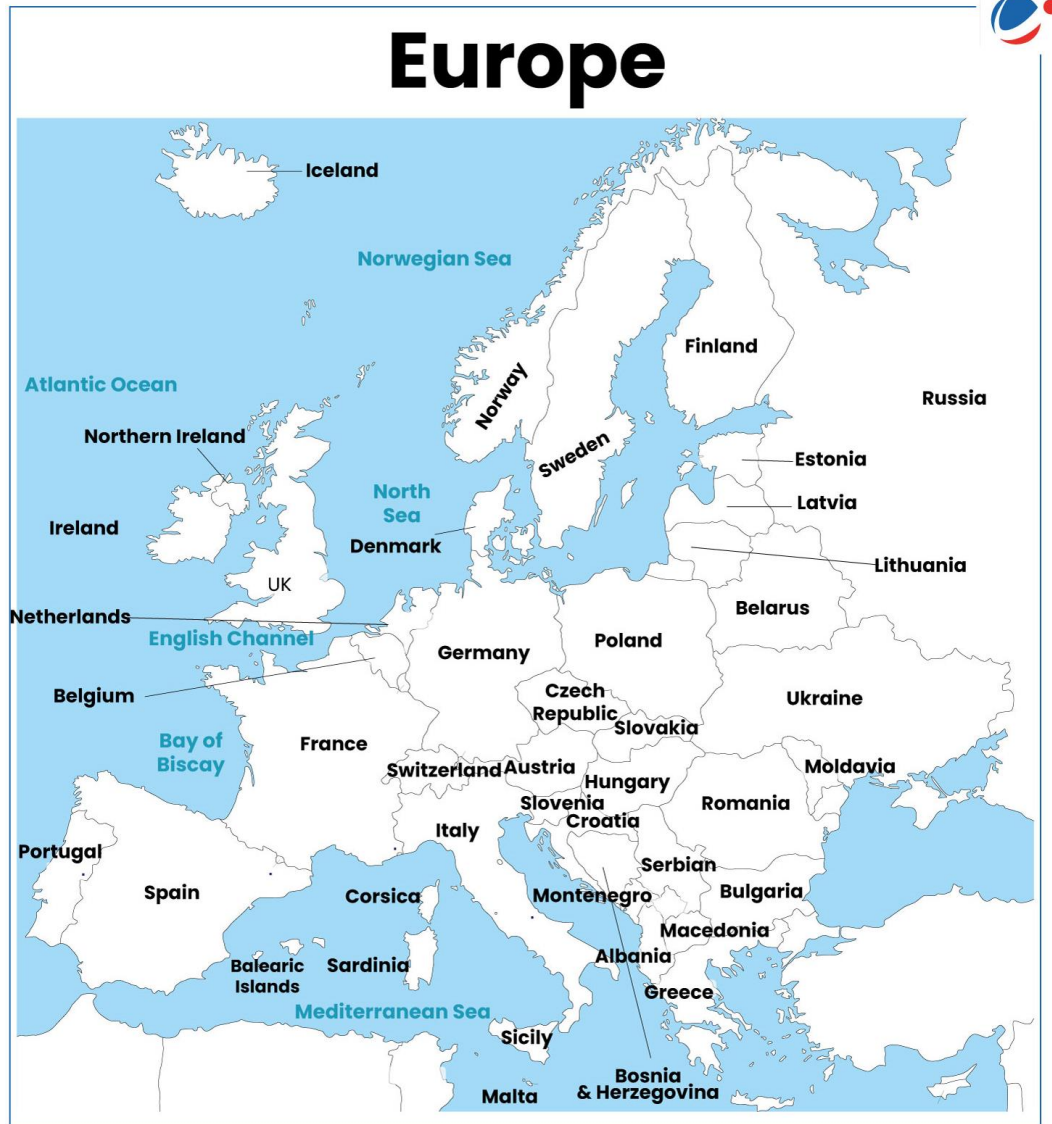 Europe
Iceland
Norwegian Sea
Finland
Atlantic Ocean
Norway
Russia
Northern Ireland
Sweden
Estonia
North
Sea
Latvia
Ireland
Denmark
Lithuania
UK
Belarus
Netherlands
English Channel
Poland
Germany
Belgium
Czech
Republic
Ukraine
Slovakia
Bay of
Biscay
France
Switzerland
Austria
Moldavia
Hungary
Slovenia
Romania
Croatia
Italy
Portugal
Serbian
Spain
Corsica
Montenegro
Bulgaria
Macedonia
Albania
Balearic
Islands
Sardinia
Greece
Mediterranean Sea
Sicily
Bosnia
& Herzegovina
Malta